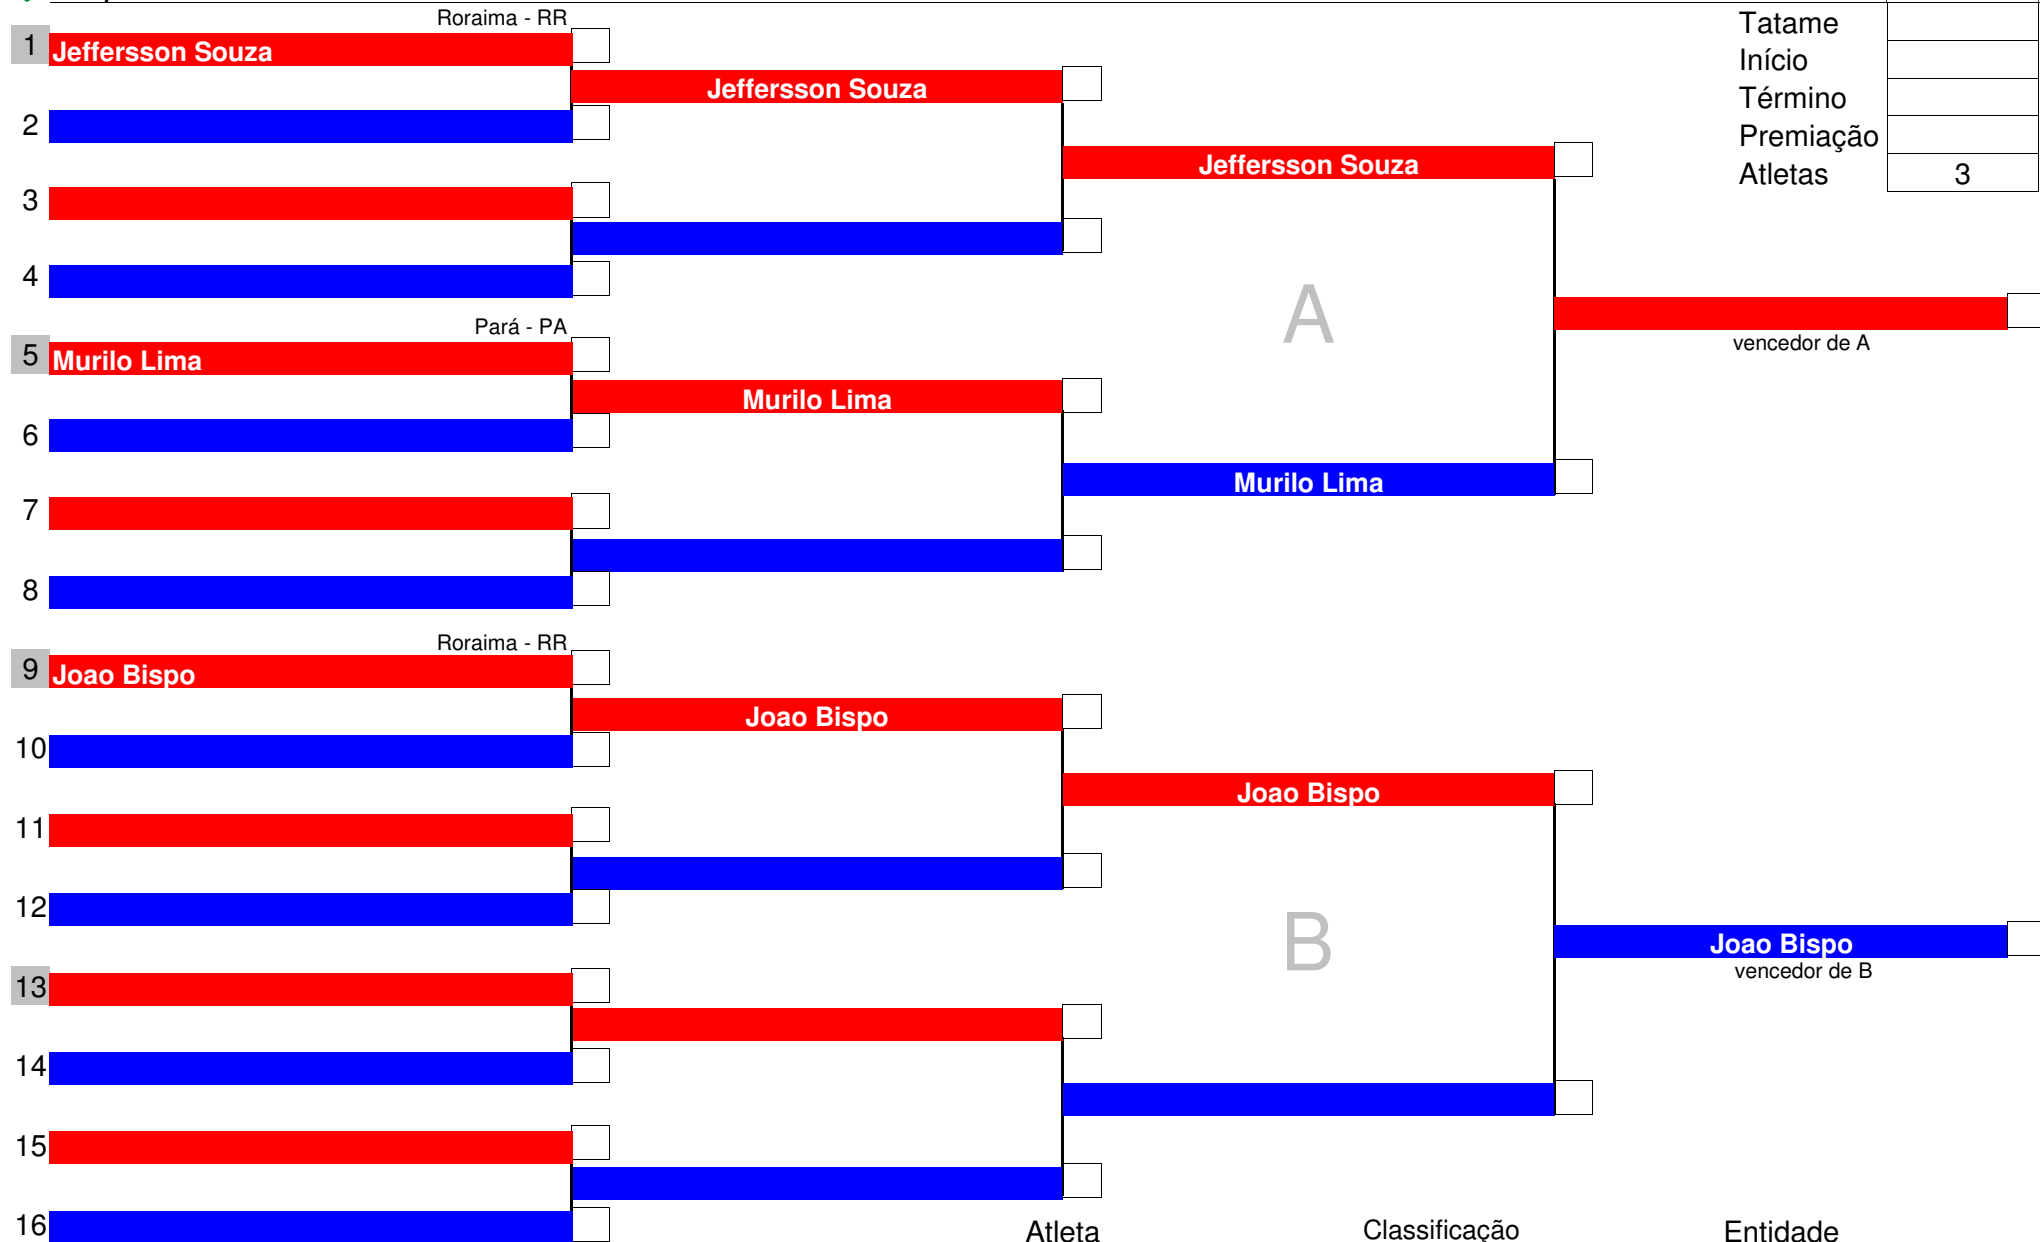 Roraima - RR
1 Jeffersson Souza
Jeffersson Souza
2
Jeffersson Souza
3
4
Tatame
Início
Término
Premiação
Atletas 3
A
vencedor de A
Pará - PA
5 Murilo Lima
Murilo Lima
6
Murilo Lima
7
8
Roraima - RR
9 Joao Bispo
Joao Bispo
10
Joao Bispo
11
12
B
Joao Bispo
vencedor de B
13
14
15
16
Atleta Classificação Entidade